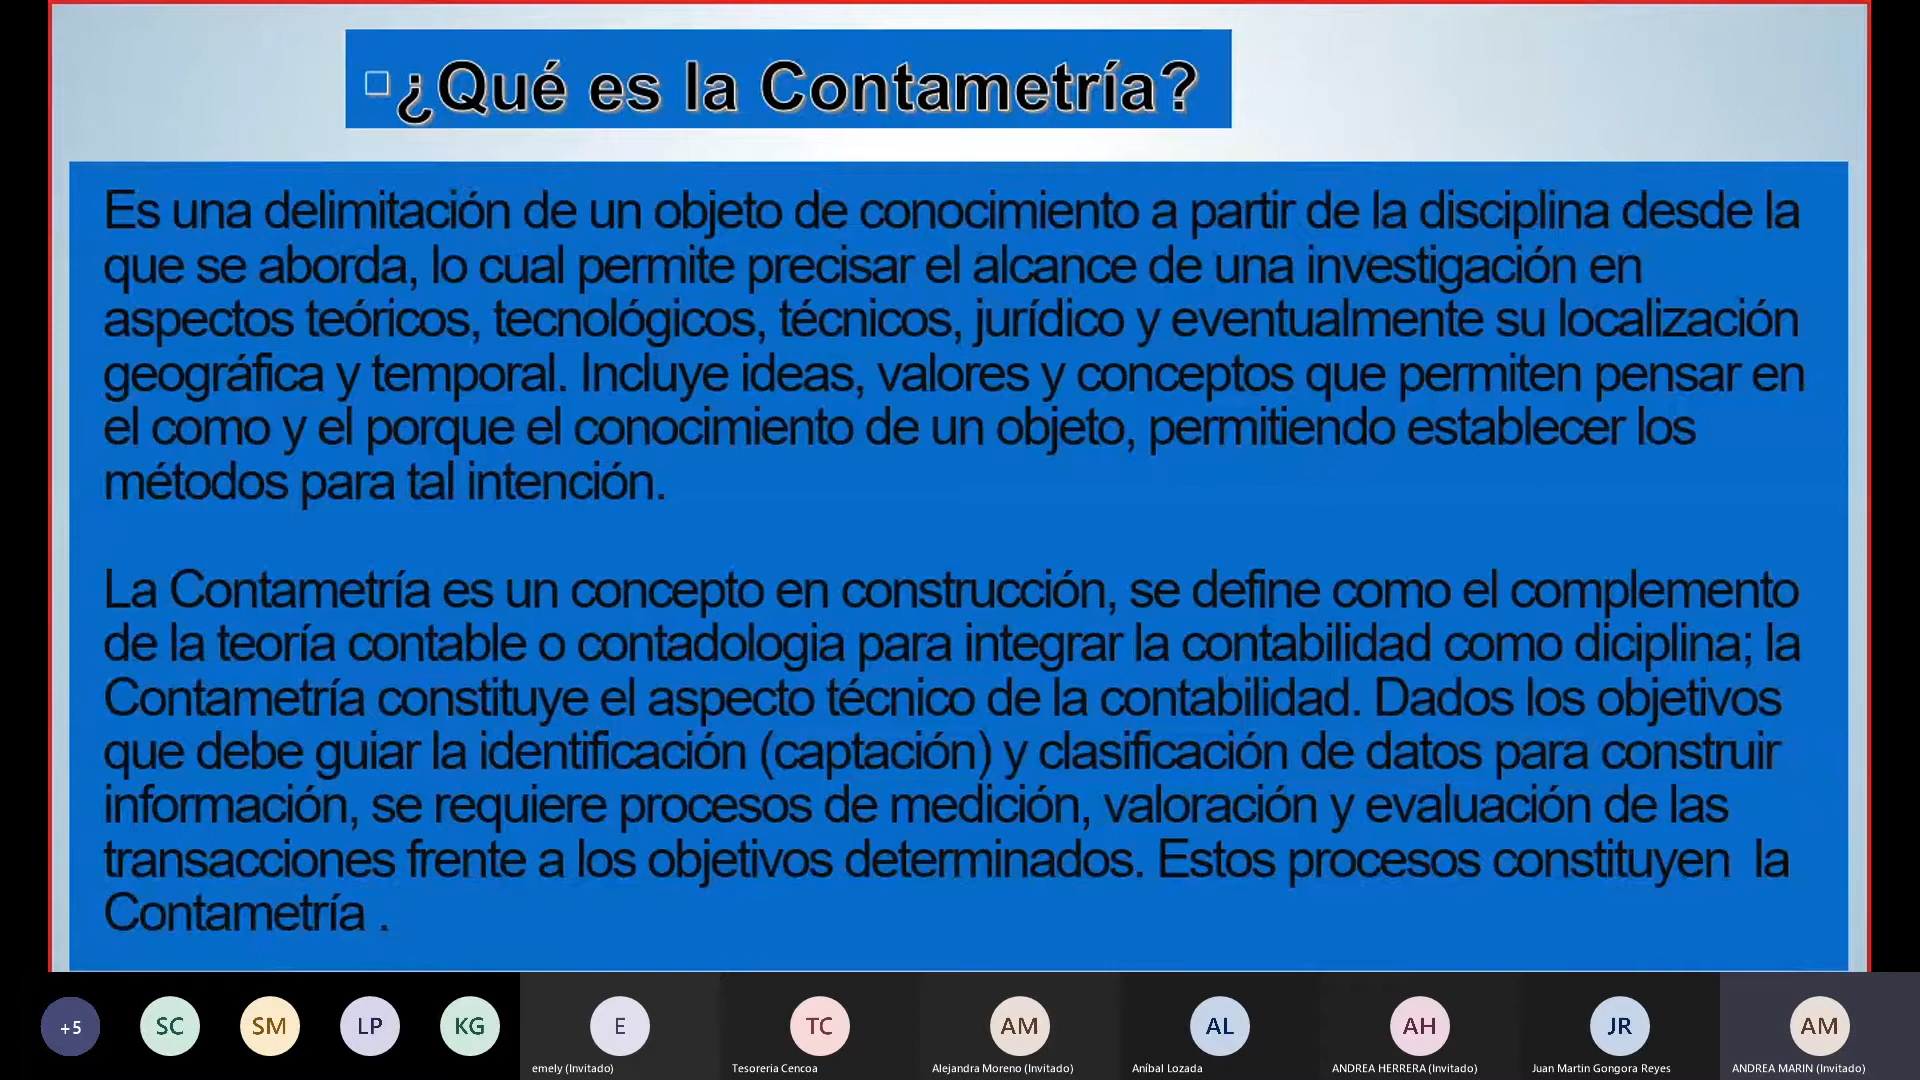 ¿Qué es la Contametría?
Es una delimitación de un objeto de conocimiento a partir de la disciplina desde la
que se aborda, lo cual permite precisar el alcance de una investigación en
aspectos teóricos, tecnológicos, técnicos, jurídico y eventualmente su localización
geográfica y temporal. Incluye ideas, valores y conceptos que permiten pensar en
el como y el porque el conocimiento de un objeto, permitiendo establecer los
métodos para tal intención.
La Contametría es un concepto en construcción, se define como el complemento
de la teoría contable o contadologia para integrar la contabilidad como diciplina; la
Contametría constituye el aspecto técnico de la contabilidad. Dados los objetivos
que debe guiar la identificación (captación) y clasificación de datos para construir
información, se requiere procesos de medición, valoración y evaluación de las
transacciones frente a los objetivos determinados. Estos procesos constituyen la
Contametría .
+5 SC SM LP KG E TC AM AL AH JR AM
emely (Invitado) Tesoreria Cencoa Alejandra Moreno (Invitado) Aníbal Lozada ANDREA HERRERA (Invitado) Juan Martin Gongora Reyes ANDREA MARIN (Invitado)